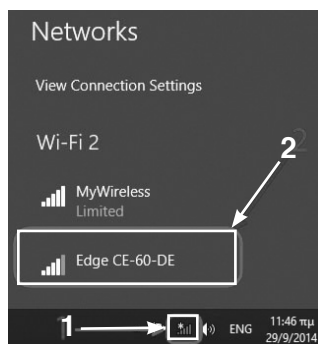 Networks
View Connection Settings
Wi-Fi 2
2
MyWireless
Limited
Edge CE-60-DE
1
ENG
11:46 πμ
29/9/2014